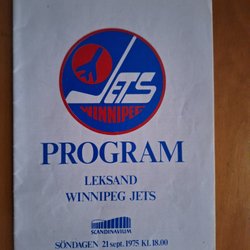 JETS
WINNIPEG
PROGRAM
LEKSAND
WINNIPEG JETS
SCANDINAVIUM
SÖNDAGEN 21 sept. 1975 Kl. 18.00